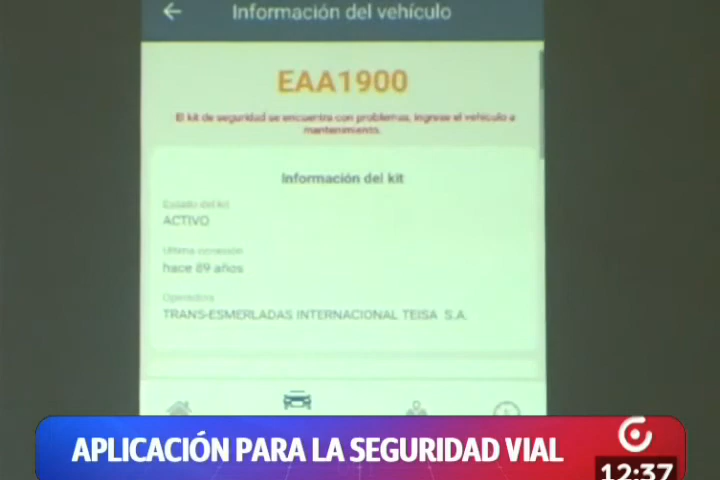 Información del vehículo
EAA1900
El kit de seguridad se encuentra con problemas, ingrese el vehículo a
mantenimiento.
Información del kit
Estado del kit
ACTIVO
Última conexión
hace 89 años
Operadora
TRANS-ESMERLADAS INTERNACIONAL TEISA S.A.
APLICACIÓN PARA LA SEGURIDAD VIAL
12:37